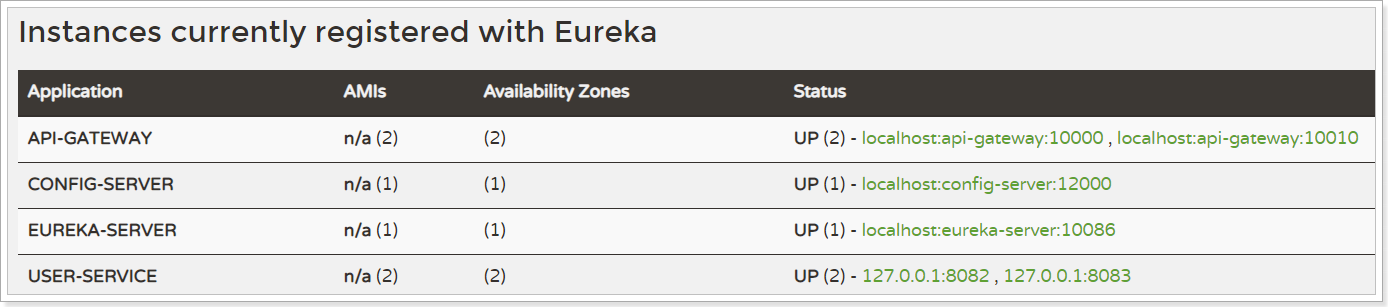 Instances currently registered with Eureka
Application AMIs Availability Zones Status
API-GATEWAY n/a (2) (2) UP (2) - localhost:api-gateway:10000 , localhost:api-gateway:10010
CONFIG-SERVER n/a (1) (1) UP (1) - localhost:config-server:12000
EUREKA-SERVER n/a (1) (1) UP (1) - localhost:eureka-server:10086
USER-SERVICE n/a (2) (2) UP (2) - 127.0.0.1:8082 , 127.0.0.1:8083